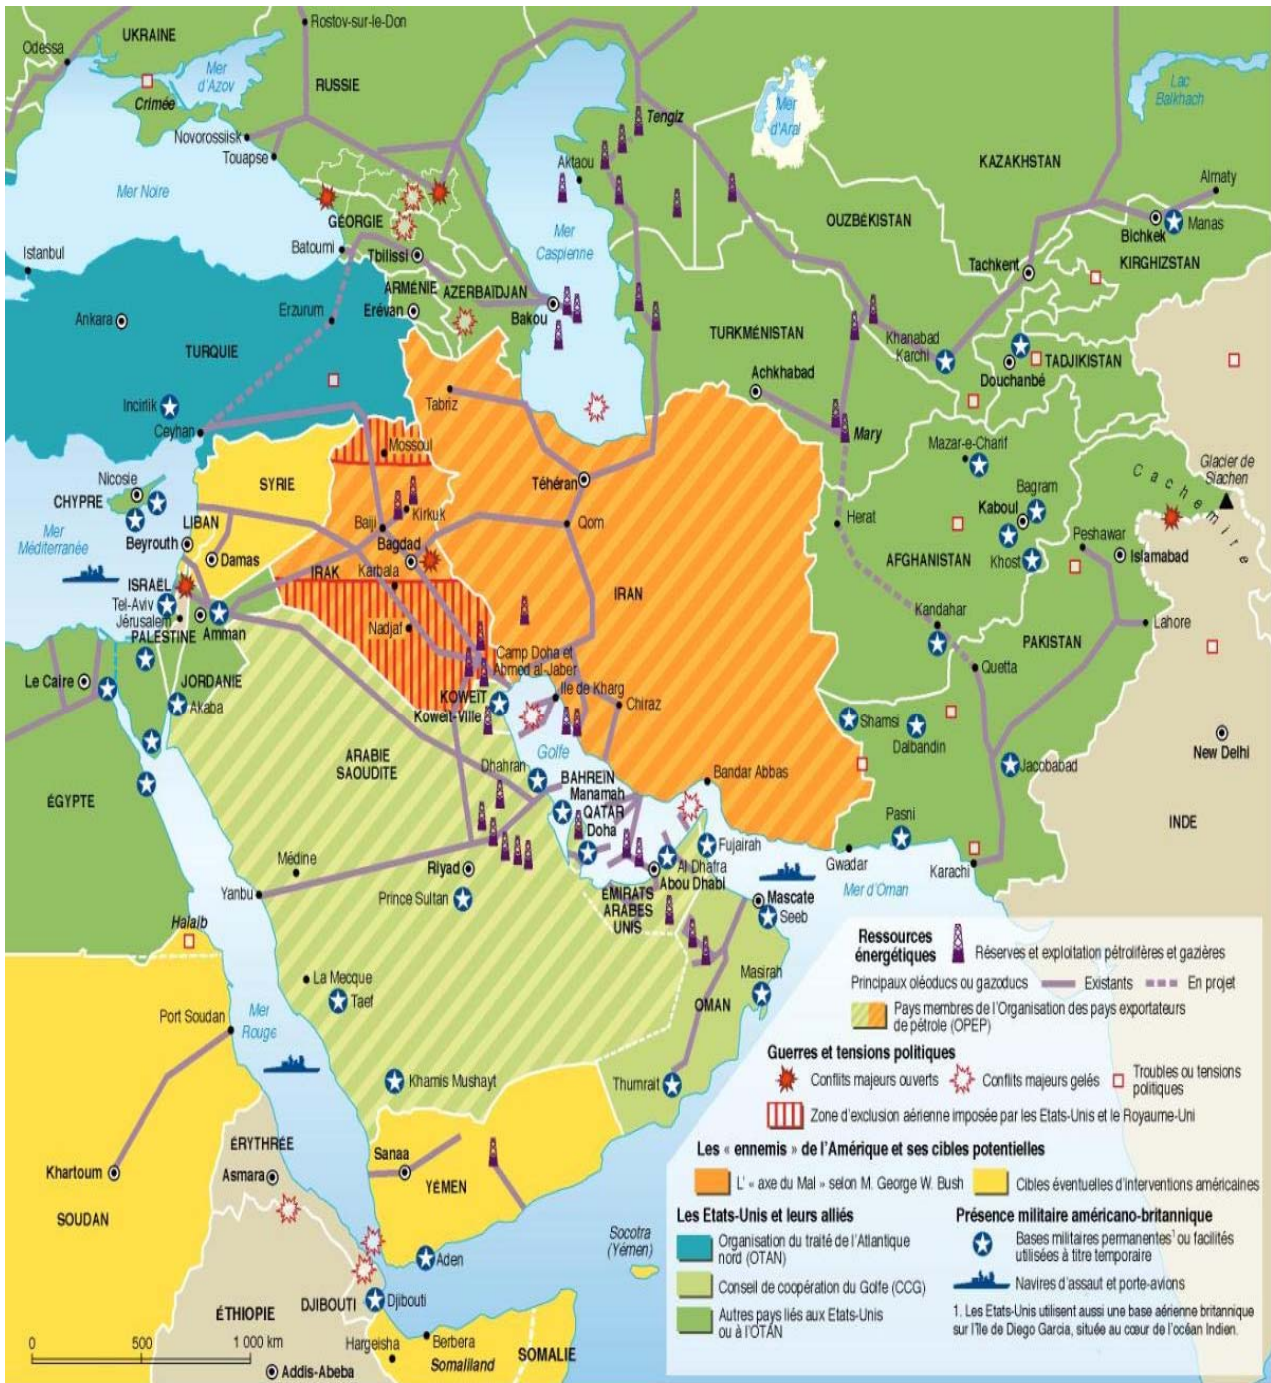 Rostov-sur-le-Don
UKRAINE
Odessa
Mer
d'Azov
RUSSIE
Crimée
Lac
Balkhach
Mer
d'Aral
Tengiz
Novorossiisk
Touapse
Aktaou
KAZAKHSTAN
Almaty
Mer Noire
OUZBÉKISTAN
GÉORGIE
Bichkek
Manas
Mer
Caspienne
Batoumi
Tbilissi
Istanbul
Tachkent
KIRGHIZSTAN
ARMÉNIE
AZERBAÏDJAN
Erzurum
Erévan
Bakou
Ankara
TURKMÉNISTAN
Khanabad
Karchi
TURQUIE
TADJIKISTAN
Achkhabad
Douchanbé
Tabriz
Incirlik
Ceyhan
Mary
Mossoul
Mazar-e-Charif
Glacier de
Siachen
Cachemire
Nicosie
SYRIE
Téhéran
CHYPRE
Bagram
Kirkuk
Kaboul
LIBAN
Baiji
Qom
Herat
Peshawar
Mer
Méditerranée
Beyrouth
Bagdad
Damas
Islamabad
AFGHANISTAN
Khost
IRAK
Karbala
ISRAËL
IRAN
Tel-Aviv
Jérusalem
Amman
Kandahar
Nadjaf
Lahore
PALESTINE
PAKISTAN
Camp Doha et
Ahmed al-Jaber
Quetta
Le Caire
JORDANIE
KOWEÏT
Ile de Kharg
Akaba
Koweït-Ville
Chiraz
Shamsi
Dalbandin
New Delhi
ARABIE
SAOUDITE
Golfe
Dhahran
Jacobabad
BAHREÏN
Manamah
Bandar Abbas
ÉGYPTE
QATAR
Doha
Pasni
INDE
Fujairah
Médine
Gwadar
Riyad
Al Dhafra
Karachi
Abou Dhabi
Mer d'Oman
Yanbu
Prince Sultan
ÉMIRATS
ARABES
UNIS
Mascate
Seeb
Halaib
La Mecque
Masirah
Taef
OMAN
Mer
Rouge
Port Soudan
Khamis Mushayt
Thumrait
ÉRYTHRÉE
Sanaa
Khartoum
Asmara
YÉMEN
SOUDAN
Socotra
(Yémen)
Aden
DJIBOUTI
Djibouti
ÉTHIOPIE
Hargeisha
Berbera
SOMALIE
Somaliland
Addis-Abeba
0 500 1 000 km
Ressources
énergétiques
Réserves et exploitation pétrolifères et gazières
Principaux oléoducs ou gazoducs Existants En projet
Pays membres de l'Organisation des pays exportateurs
de pétrole (OPEP)
Guerres et tensions politiques
Conflits majeurs ouverts
Conflits majeurs gelés
Troubles ou tensions
politiques
Zone d'exclusion aérienne imposée par les Etats-Unis et le Royaume-Uni
Les « ennemis » de l'Amérique et ses cibles potentielles
L' « axe du Mal » selon M. George W. Bush
Cibles éventuelles d'interventions américaines
Les Etats-Unis et leurs alliés
Organisation du traité de l'Atlantique
nord (OTAN)
Conseil de coopération du Golfe (CCG)
Autres pays liés aux Etats-Unis
ou à l'OTAN
Présence militaire américano-britannique
Bases militaires permanentes¹ ou facilités
utilisées à titre temporaire
Navires d'assaut et porte-avions
1. Les Etats-Unis utilisent aussi une base aérienne britannique
sur l'île de Diego Garcia, située au cœur de l'océan Indien.